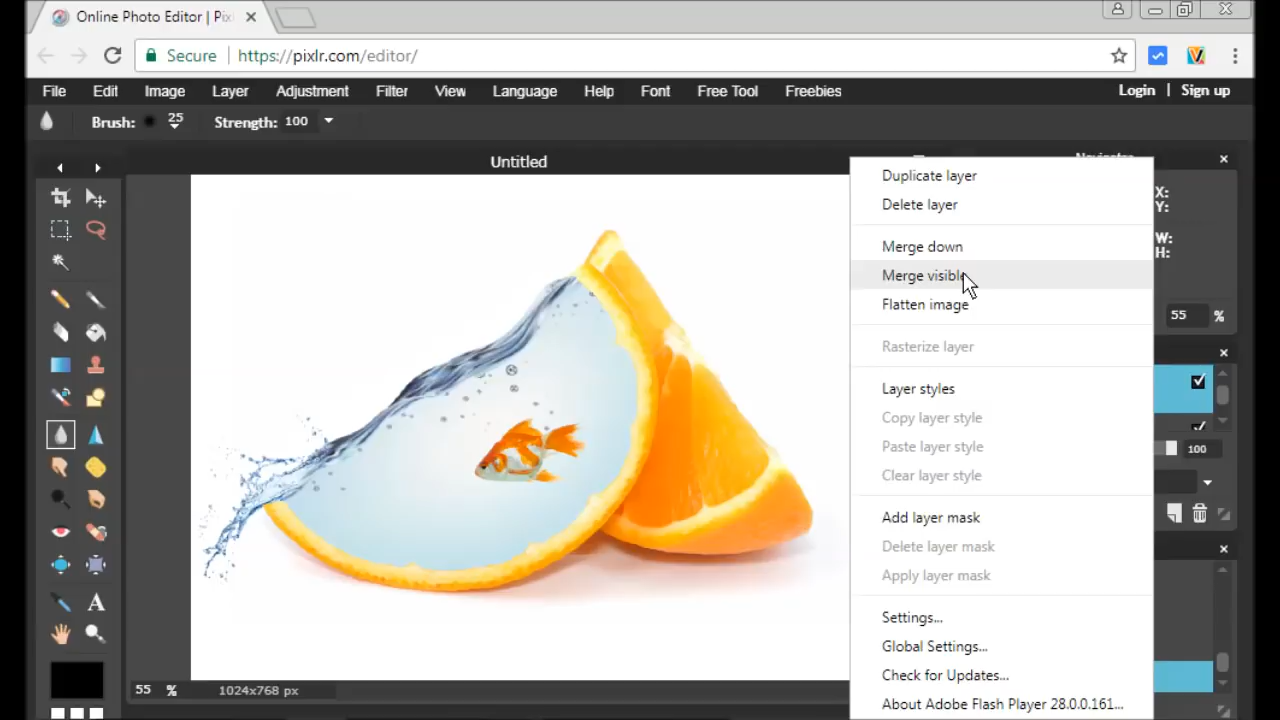 Online Photo Editor | Pix
Secure
https://pixlr.com/editor/
File Edit Image Layer Adjustment Filter View Language Help Font Free Tool Freebies
Login | Sign up
Brush: 25 Strength: 100
Untitled
Navigator
X:
Y:
W:
H:
55 %
100
Duplicate layer
Delete layer
Merge down
Merge visible
Flatten image
Rasterize layer
Layer styles
Copy layer style
Paste layer style
Clear layer style
Add layer mask
Delete layer mask
Apply layer mask
Settings...
Global Settings...
Check for Updates...
About Adobe Flash Player 28.0.0.161...
A
55 % 1024x768 px